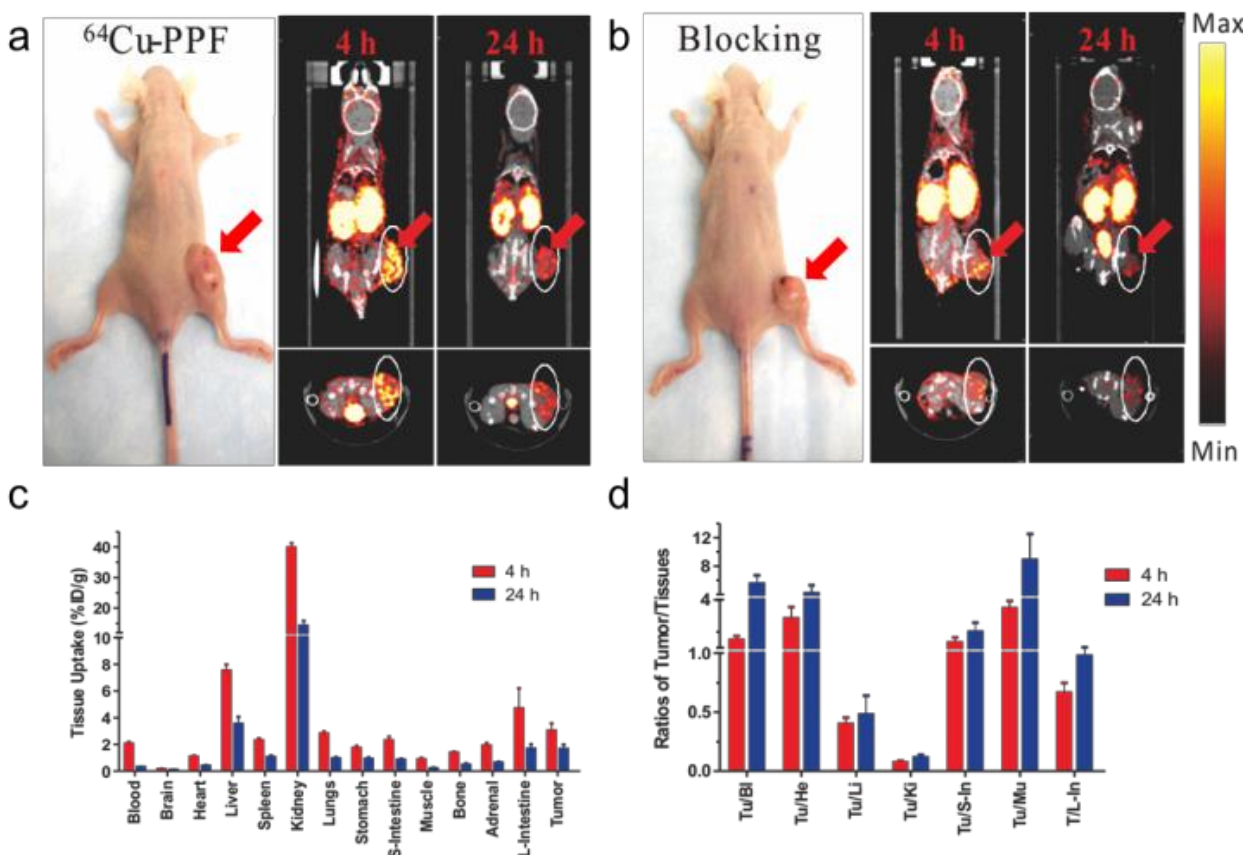 a
64Cu-PPF
4 h
24 h
b
Blocking
4 h
24 h
Max
Min
c
Tissue Uptake (%ID/g)
40
30
20
10
8
6
4
2
0
4 h
24 h
Blood
Brain
Heart
Liver
Spleen
Kidney
Lungs
Stomach
S-Intestine
Muscle
Bone
Adrenal
L-Intestine
Tumor
d
Ratios of Tumor/Tissues
12
8
4
1.0
0.5
0.0
4 h
24 h
Tu/Bl
Tu/He
Tu/Li
Tu/Ki
Tu/S-In
Tu/Mu
T/L-In